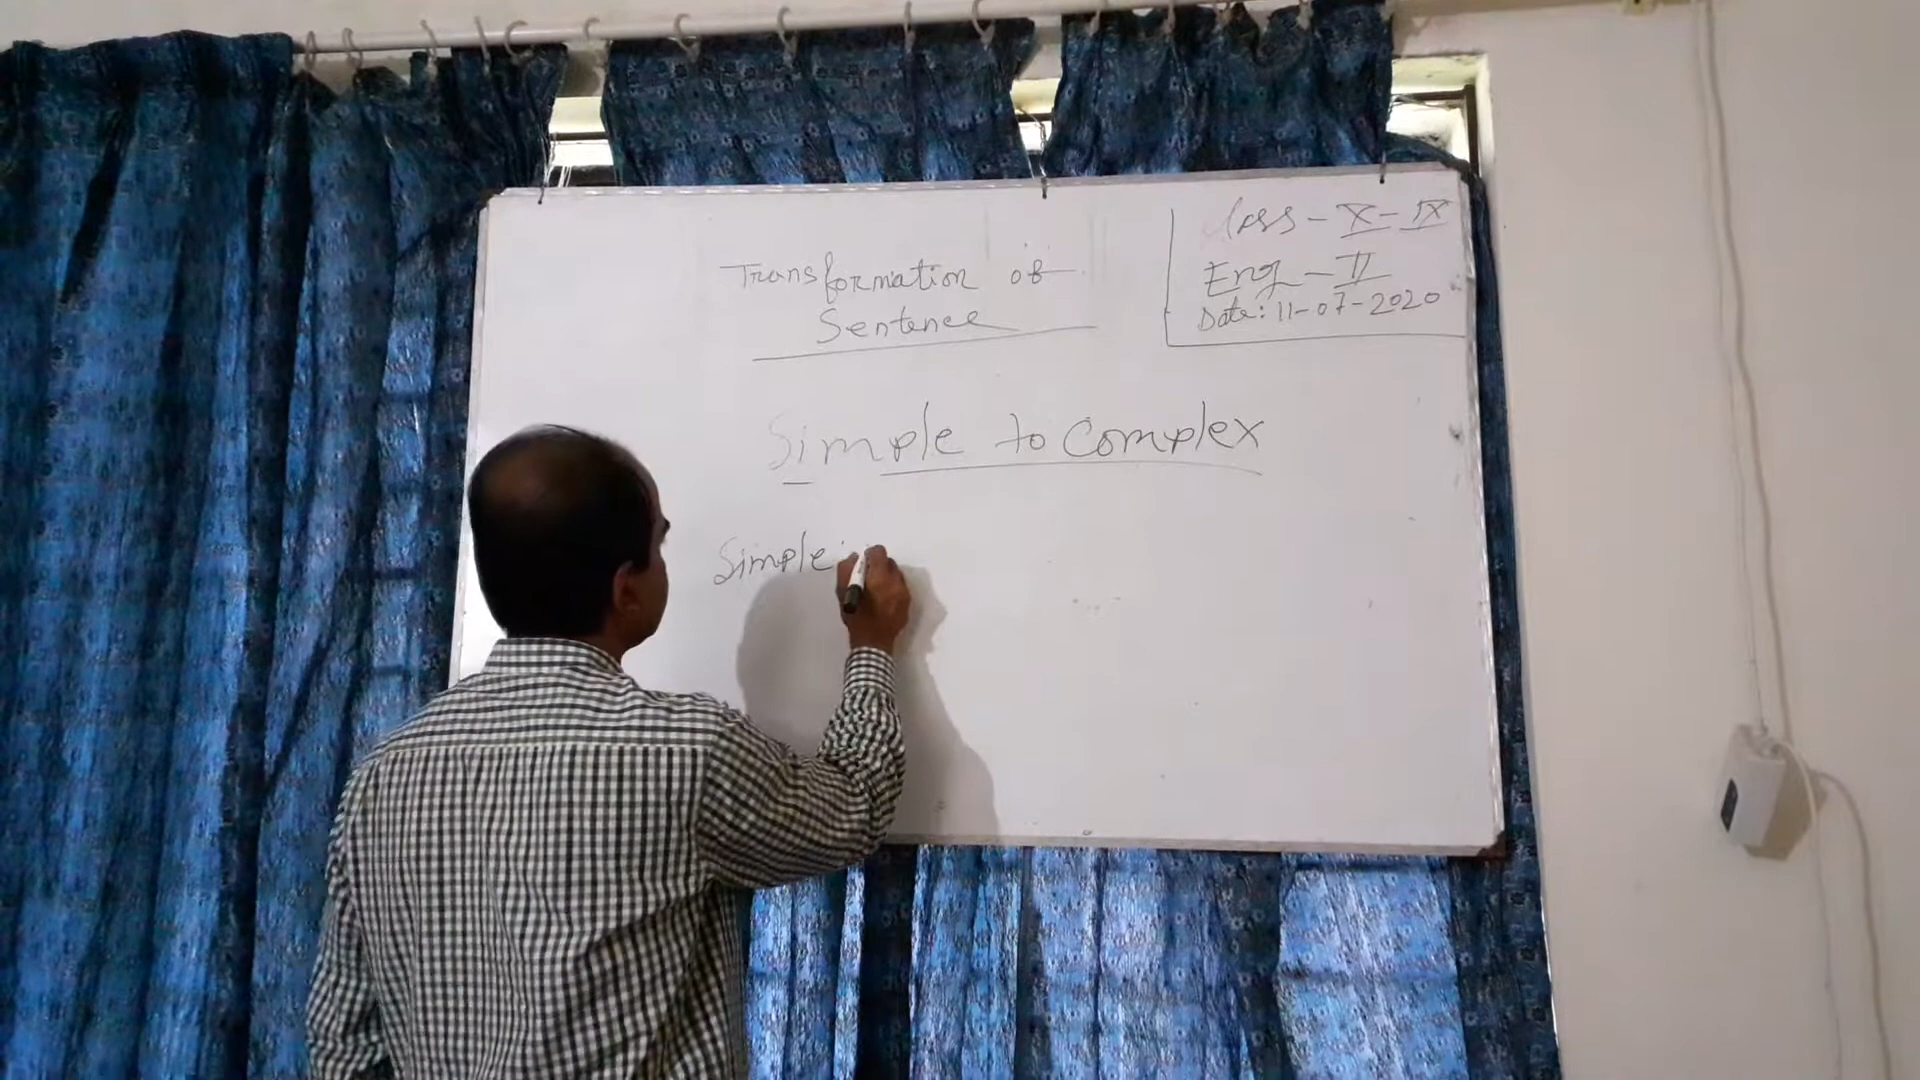 Class - X - IX
Eng - II
Date: 11-07-2020
Transformation of
Sentence
Simple to Complex
Simple: